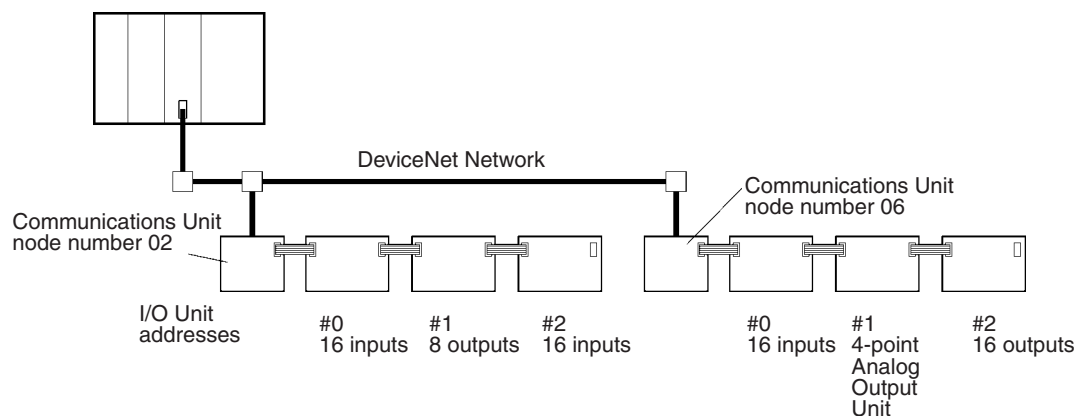 DeviceNet Network
Communications Unit
node number 02
Communications Unit
node number 06
I/O Unit
addresses
#0
16 inputs
#1
8 outputs
#2
16 inputs
#0
16 inputs
#1
4-point
Analog
Output
Unit
#2
16 outputs